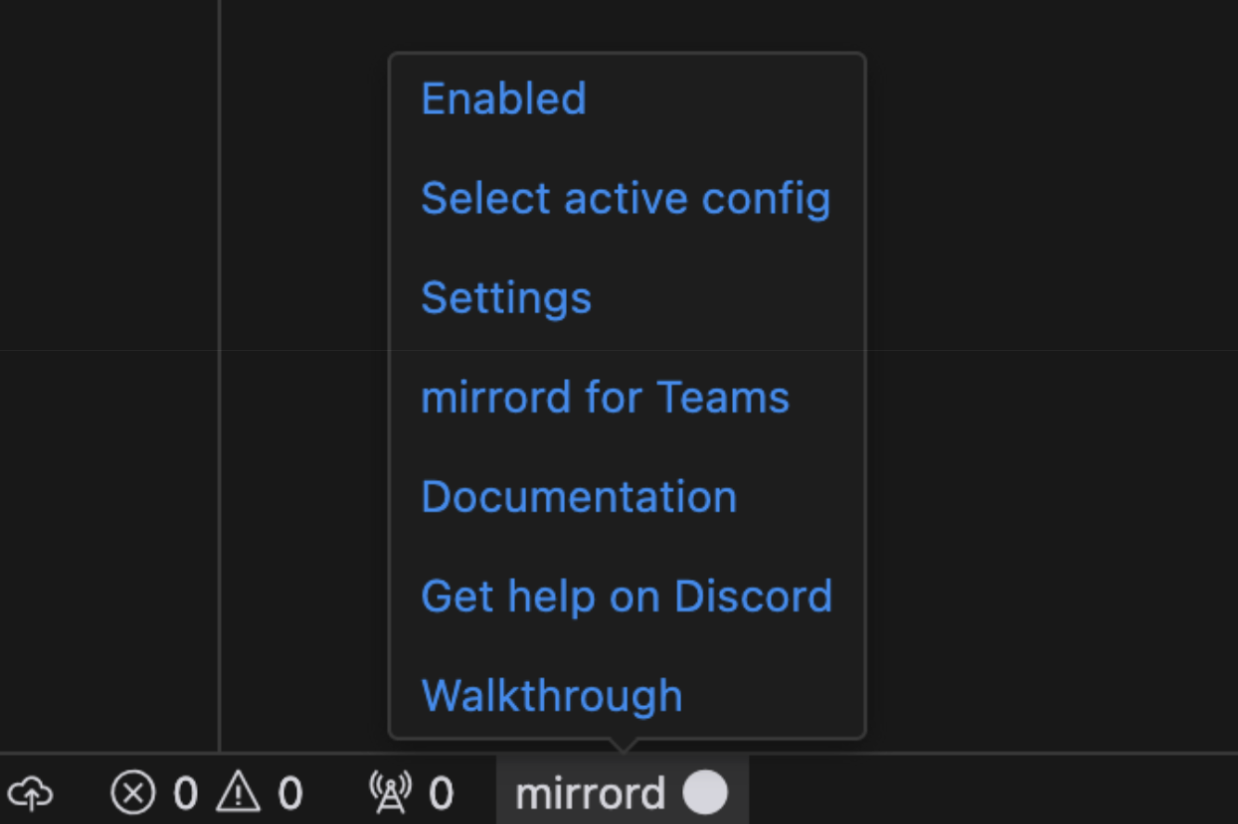 Enabled
Select active config
Settings
mirrord for Teams
Documentation
Get help on Discord
Walkthrough
0 0 0 mirrord